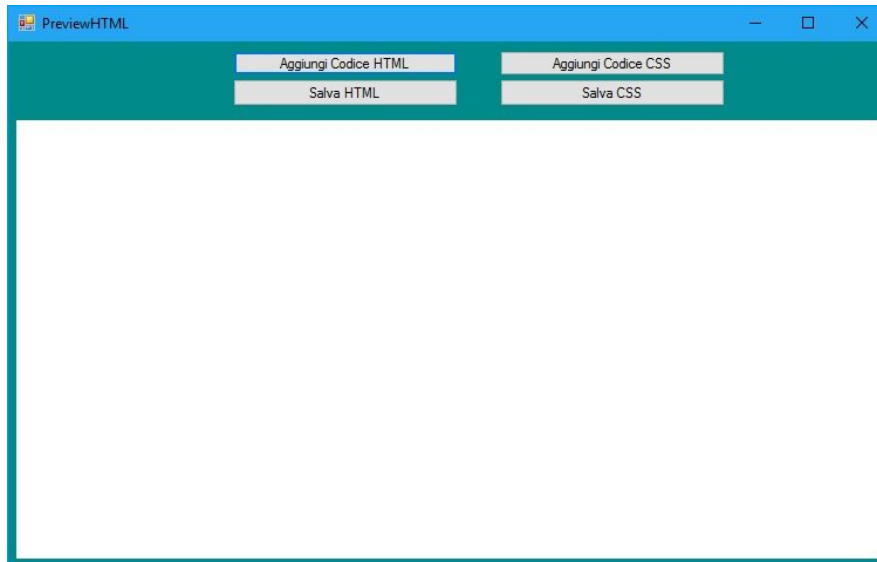 PreviewHTML
Aggiungi Codice HTML Aggiungi Codice CSS
Salva HTML Salva CSS